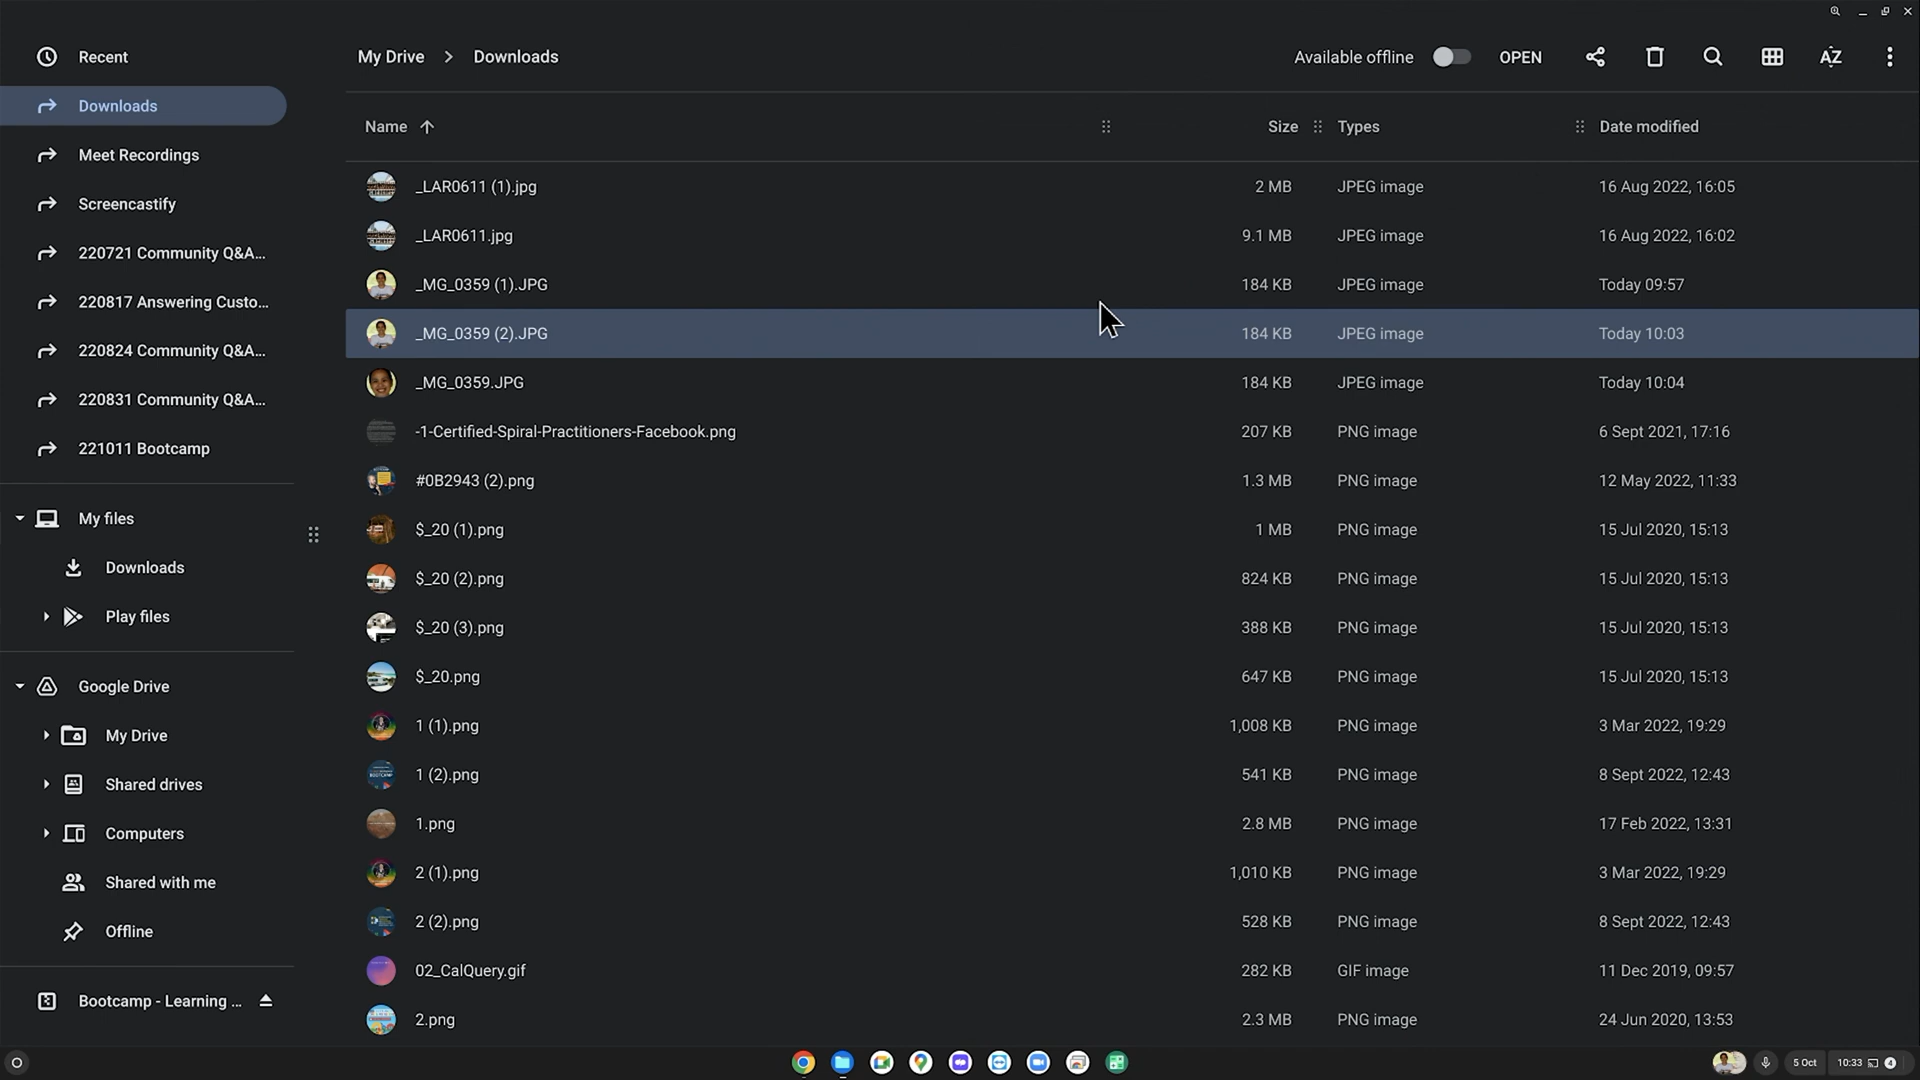 Recent
Downloads
Meet Recordings
Screencastify
220721 Community Q&A...
220817 Answering Custo...
220824 Community Q&A...
220831 Community Q&A...
221011 Bootcamp
My files
Downloads
Play files
Google Drive
My Drive
Shared drives
Computers
Shared with me
Offline
Bootcamp - Learning ...
My Drive > Downloads
Available offline OPEN AZ
Name Size Types Date modified
_LAR0611 (1).jpg 2 MB JPEG image 16 Aug 2022, 16:05
_LAR0611.jpg 9.1 MB JPEG image 16 Aug 2022, 16:02
_MG_0359 (1).JPG 184 KB JPEG image Today 09:57
_MG_0359 (2).JPG 184 KB JPEG image Today 10:03
_MG_0359.JPG 184 KB JPEG image Today 10:04
-1-Certified-Spiral-Practitioners-Facebook.png 207 KB PNG image 6 Sept 2021, 17:16
#0B2943 (2).png 1.3 MB PNG image 12 May 2022, 11:33
$_20 (1).png 1 MB PNG image 15 Jul 2020, 15:13
$_20 (2).png 824 KB PNG image 15 Jul 2020, 15:13
$_20 (3).png 388 KB PNG image 15 Jul 2020, 15:13
$_20.png 647 KB PNG image 15 Jul 2020, 15:13
1 (1).png 1,008 KB PNG image 3 Mar 2022, 19:29
1 (2).png 541 KB PNG image 8 Sept 2022, 12:43
1.png 2.8 MB PNG image 17 Feb 2022, 13:31
2 (1).png 1,010 KB PNG image 3 Mar 2022, 19:29
2 (2).png 528 KB PNG image 8 Sept 2022, 12:43
02_CalQuery.gif 282 KB GIF image 11 Dec 2019, 09:57
2.png 2.3 MB PNG image 24 Jun 2020, 13:53
5 Oct 10:33 4